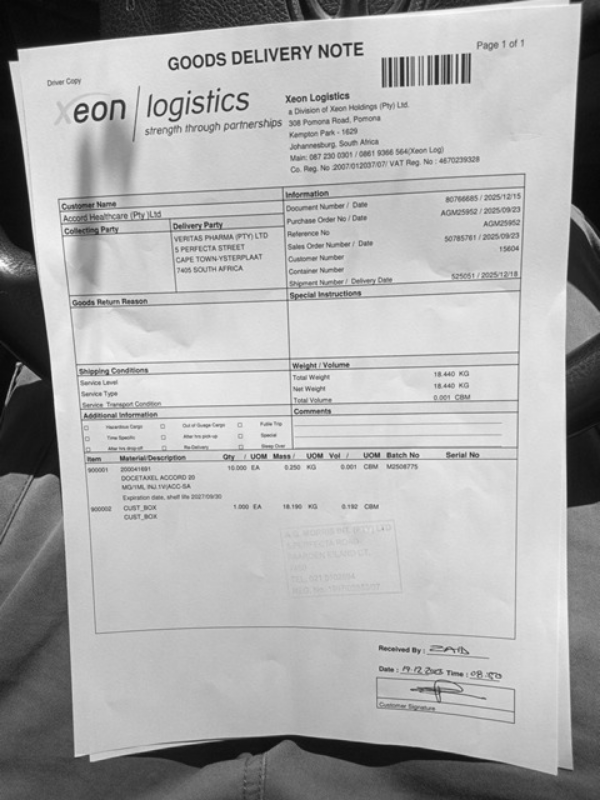 GOODS DELIVERY NOTE
Page 1 of 1
Driver Copy
xeon logistics
strength through partnerships
Xeon Logistics
a Division of Xeon Holdings (Pty) Ltd.
308 Pomona Road, Pomona
Kempton Park - 1629
Johannesburg, South Africa
Main: 087 230 0301 / 0861 9366 564(Xeon Log)
Co. Reg. No :2007/012037/07/ VAT Reg. No : 4670239328
Customer Name
Accord Healthcare (Pty )Ltd
Collecting Party
Delivery Party
VERITAS PHARMA (PTY) LTD
5 PERFECTA STREET
CAPE TOWN-YSTERPLAAT
7405 SOUTH AFRICA
Information
Document Number / Date 80766685 / 2025/12/15
Purchase Order No / Date AGM25952 / 2025/09/23
Reference No AGM25952
Sales Order Number / Date 50785761 / 2025/09/23
Customer Number 15604
Container Number
Shipment Number / Delivery Date 525051 / 2025/12/18
Goods Return Reason
Special Instructions
Shipping Conditions
Service Level
Service Type
Service Transport Condition
Weight / Volume
Total Weight 18.440 KG
Net Weight 18.440 KG
Total Volume 0.001 CBM
Additional Information
Hazardous Cargo Out of Guage Cargo Futile Trip
Time Specific After hrs pick-up Special
After hrs drop-off Re-Delivery Sleep Over
Comments
Item Material/Description Qty / UOM Mass / UOM Vol / UOM Batch No Serial No
900001 200041691 10.000 EA 0.250 KG 0.001 CBM M2508775
DOCETAXEL ACCORD 20
MG/1ML INJ 1V/ACC-SA
Expiration date, shelf life 2027/09/30
900002 CUST_BOX 1.000 EA 18.190 KG 0.192 CBM
CUST_BOX
5 PERFECTA ROAD
Received By : ZAID
Date : 19.12 Time : 08:50
Customer Signature